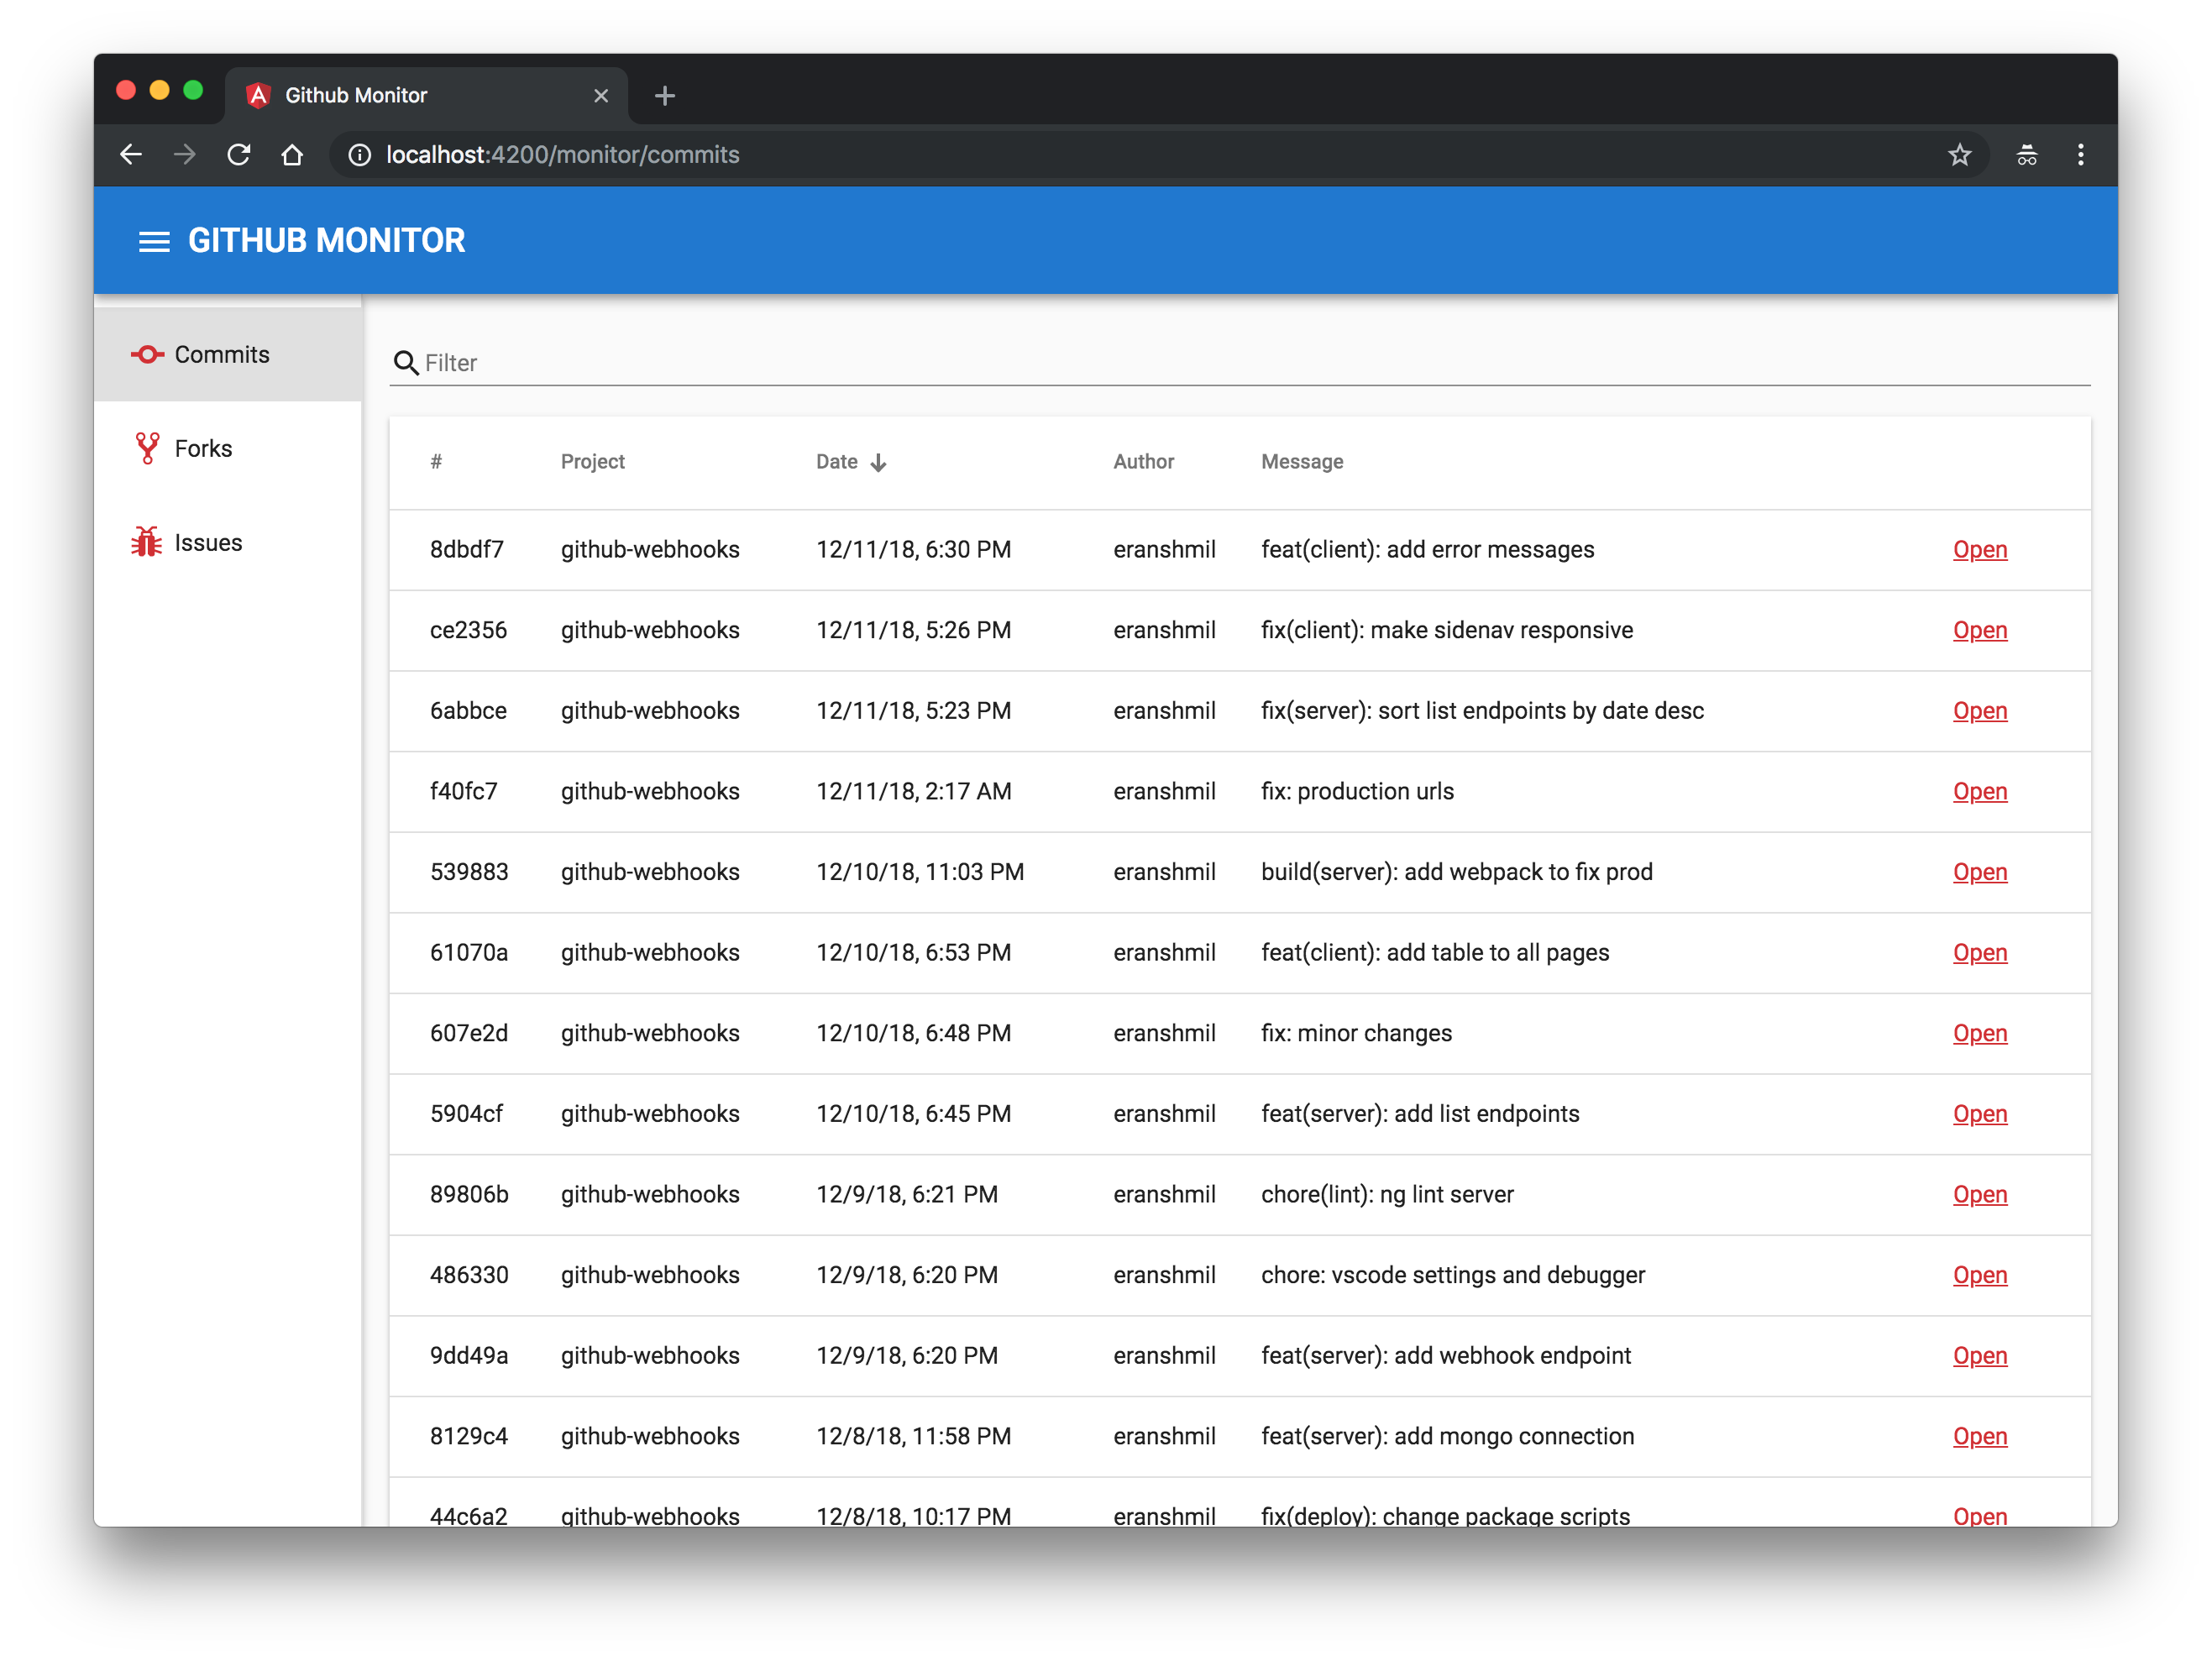 Github Monitor
localhost:4200/monitor/commits
GITHUB MONITOR
Commits
Forks
Issues
Filter
# Project Date Author Message
8dbdf7 github-webhooks 12/11/18, 6:30 PM eranshmil feat(client): add error messages Open
ce2356 github-webhooks 12/11/18, 5:26 PM eranshmil fix(client): make sidenav responsive Open
6abbce github-webhooks 12/11/18, 5:23 PM eranshmil fix(server): sort list endpoints by date desc Open
f40fc7 github-webhooks 12/11/18, 2:17 AM eranshmil fix: production urls Open
539883 github-webhooks 12/10/18, 11:03 PM eranshmil build(server): add webpack to fix prod Open
61070a github-webhooks 12/10/18, 6:53 PM eranshmil feat(client): add table to all pages Open
607e2d github-webhooks 12/10/18, 6:48 PM eranshmil fix: minor changes Open
5904cf github-webhooks 12/10/18, 6:45 PM eranshmil feat(server): add list endpoints Open
89806b github-webhooks 12/9/18, 6:21 PM eranshmil chore(lint): ng lint server Open
486330 github-webhooks 12/9/18, 6:20 PM eranshmil chore: vscode settings and debugger Open
9dd49a github-webhooks 12/9/18, 6:20 PM eranshmil feat(server): add webhook endpoint Open
8129c4 github-webhooks 12/8/18, 11:58 PM eranshmil feat(server): add mongo connection Open
44c6a2 github-webhooks 12/8/18, 10:17 PM eranshmil fix(deploy): change package scripts Open